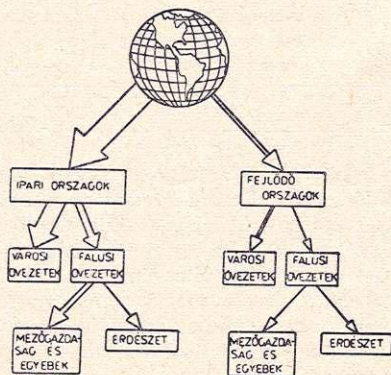 IPARI ORSZAGOK
FEJLŐDŐ
ORSZÁGOK
VÁROSI
ÖVEZETEK
FALUSI
ÖVEZETEK
VÁROSI
ÖVEZETEK
FALUSI
ÖVEZETEK
MEZŐGAZDA-
SÁG ÉS
EGYEBEK
ERDÉSZET
MEZŐGAZDA-
SÁG ÉS
EGYEBEK
ERDÉSZET